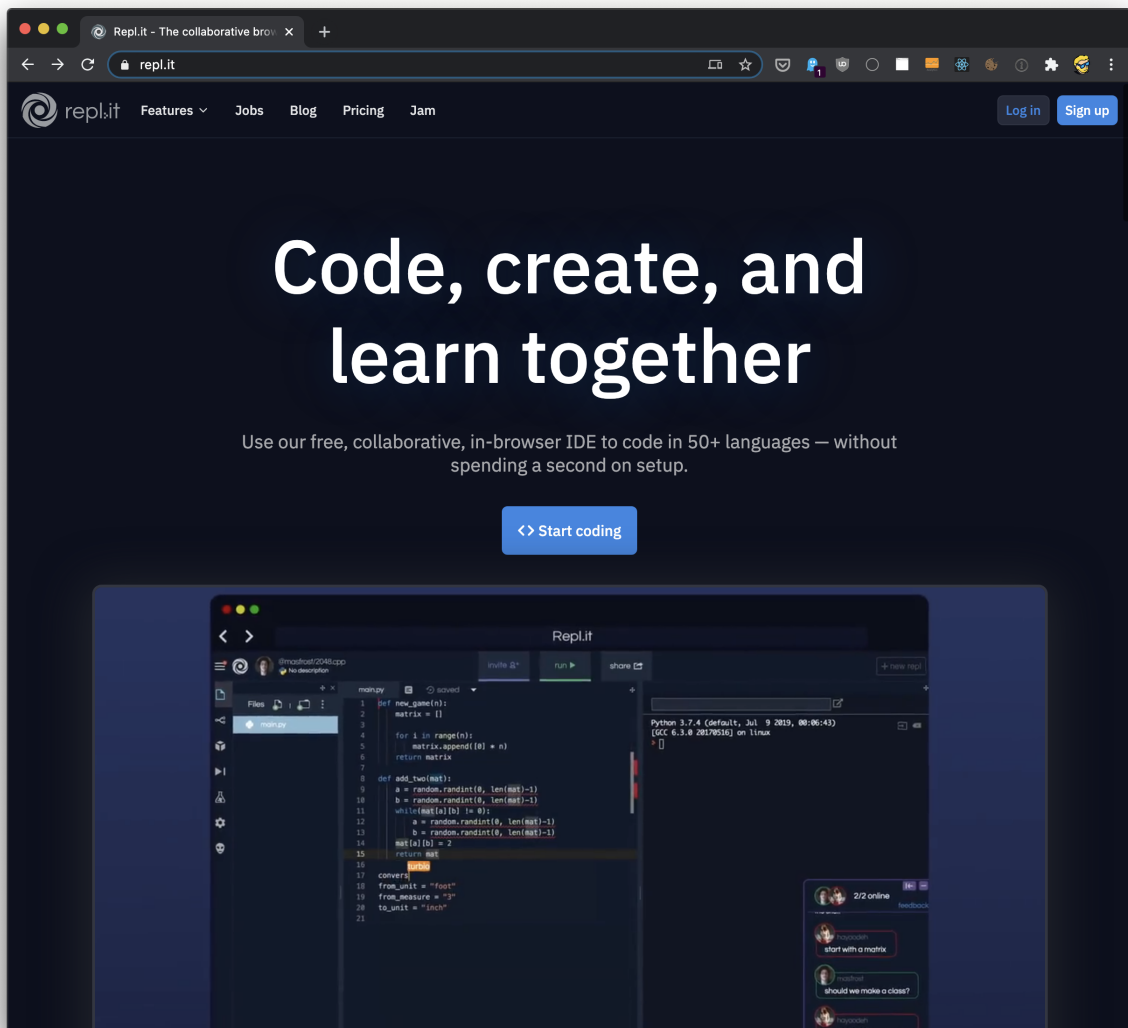 Repl.it - The collaborative brow
repl.it
1
repl.it
Features
Jobs
Blog
Pricing
Jam
Log in
Sign up
Code, create, and
learn together
Use our free, collaborative, in-browser IDE to code in 50+ languages — without
spending a second on setup.
<> Start coding
Repl.it
@mastrost/2048.cpp
No description
invite
run
share
+ new repl
Files
main.py
main.py
saved
1 def new_game(n):
2 matrix = []
3
4 for i in range(n):
5 matrix.append([0] * n)
6 return matrix
7
8 def add_two(mat):
9 a = random.randint(0, len(mat)-1)
10 b = random.randint(0, len(mat)-1)
11 while(mat[a][b] != 0):
12 a = random.randint(0, len(mat)-1)
13 b = random.randint(0, len(mat)-1)
14 mat[a][b] = 2
15 return mat
16
turbio
17 convers
18 from_unit = "foot"
19 from_measure = "3"
20 to_unit = "inch"
21
Python 3.7.4 (default, Jul 9 2019, 00:06:43)
[GCC 6.3.0 20170516] on linux
>
2/2 online
feedback
hayaodeh
start with a matrix
mastrost
should we make a class?
hayaodeh